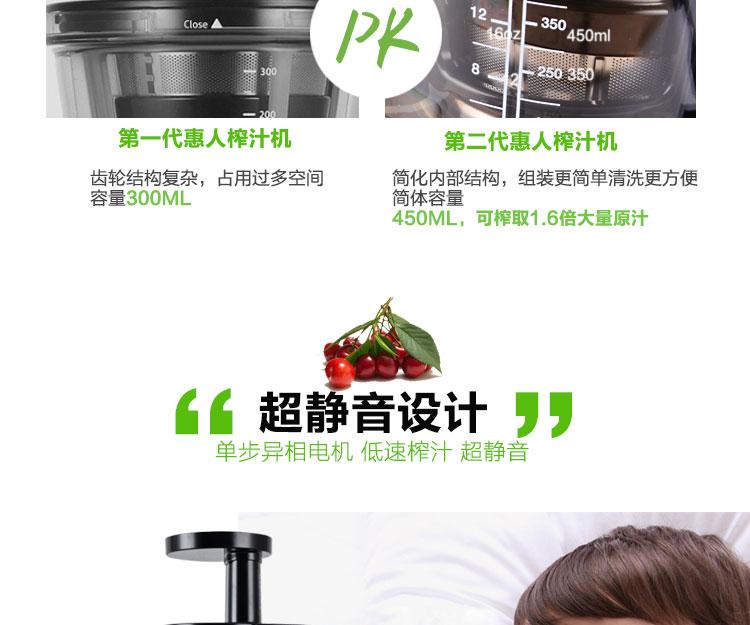 Close ▲
300
200
PK
12
350
16oz
450ml
8
12
250
350
第一代惠人榨汁机
第二代惠人榨汁机
齿轮结构复杂，占用过多空间
容量300ML
简化内部结构，组装更简单清洗更方便
简体容量
450ML，可榨取1.6倍大量原汁
“超静音设计”
单步异相电机 低速榨汁 超静音